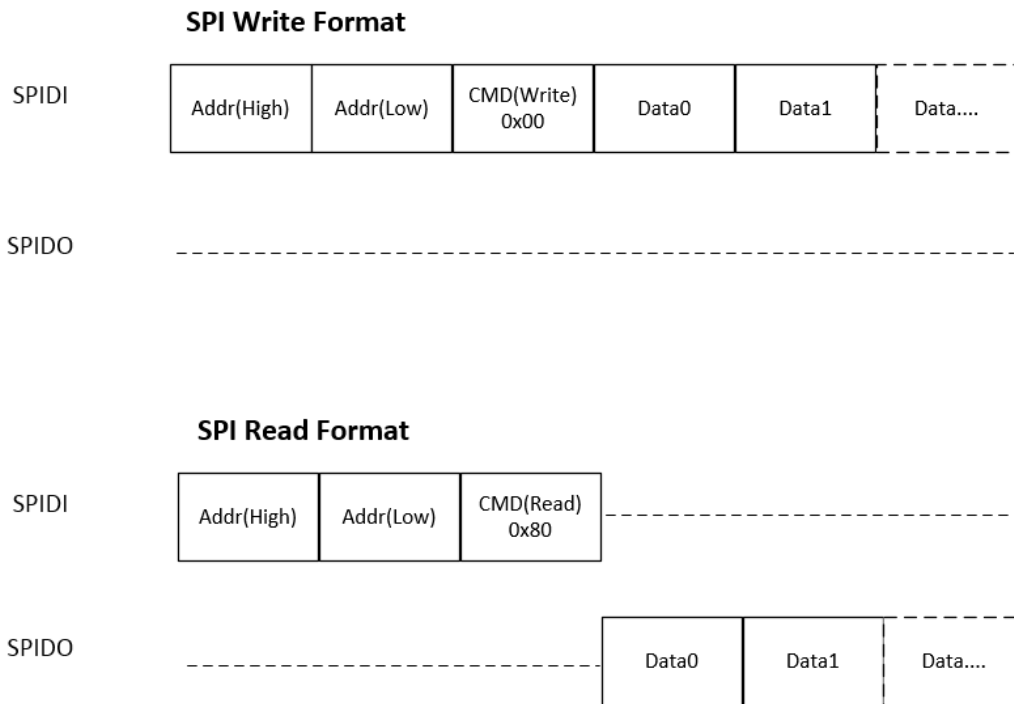 SPI Write Format
SPIDI
Addr(High)
Addr(Low)
CMD(Write)
0x00
Data0
Data1
Data....
SPIDO
SPI Read Format
SPIDI
Addr(High)
Addr(Low)
CMD(Read)
0x80
SPIDO
Data0
Data1
Data....